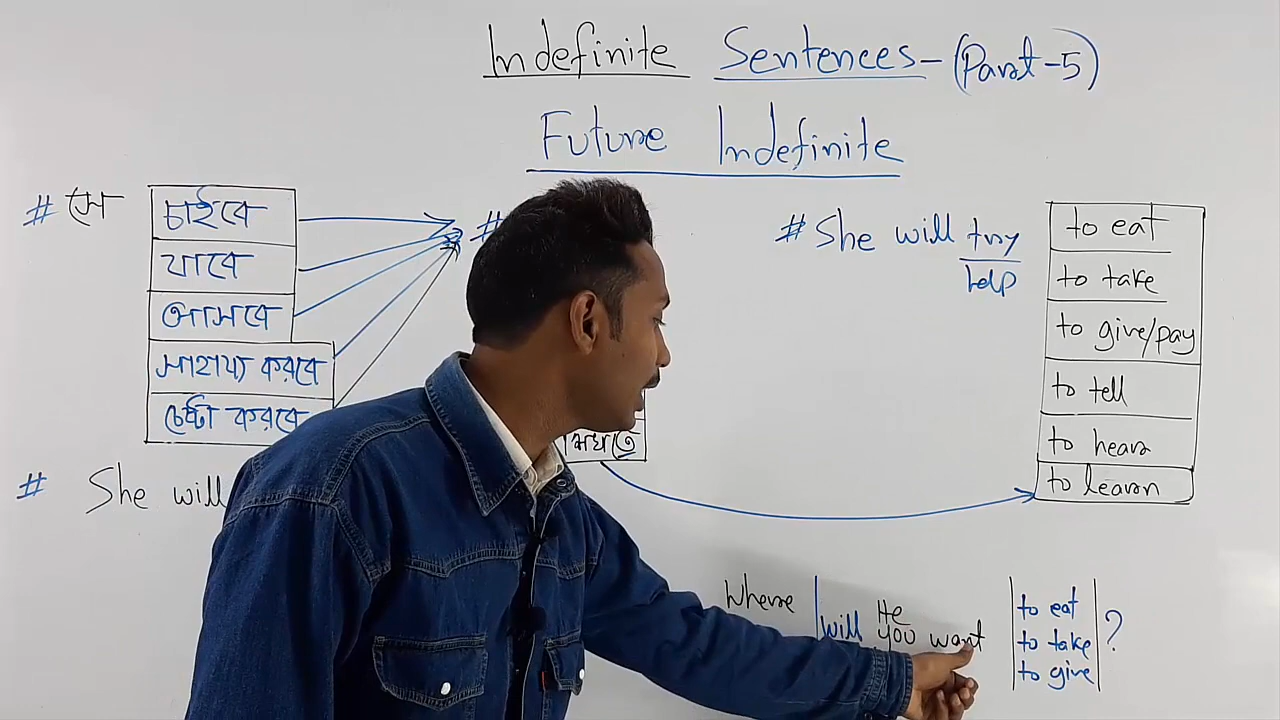 Indefinite Sentences - (Part-5)
Future Indefinite
# সে
চাইবে
যাবে
আসবে
সাহায্য করবে
চেষ্টা করবে
#
# She will try
help
to eat
to take
to give/pay
to tell
to hear
to learn
# She will
Where will He
you want
to eat
to take
to give
?